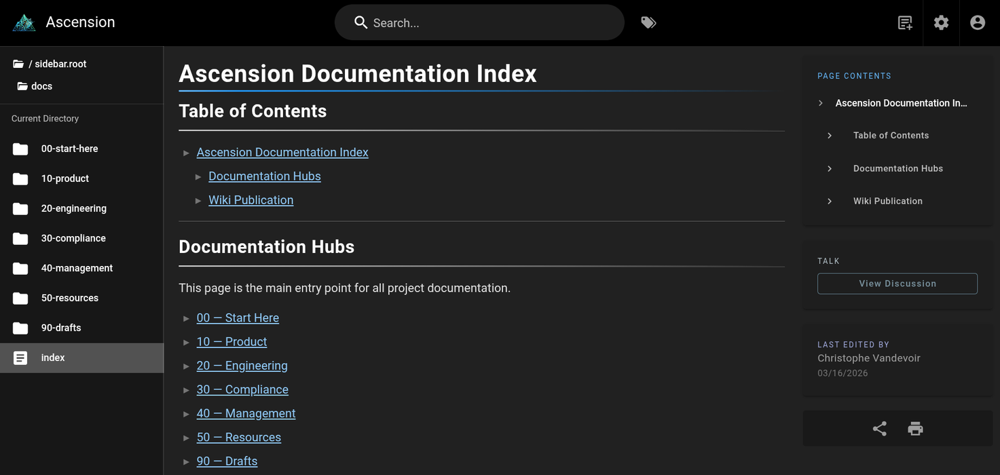 Ascension
Search...
/ sidebar.root
docs
Current Directory
00-start-here
10-product
20-engineering
30-compliance
40-management
50-resources
90-drafts
index
Ascension Documentation Index
Table of Contents
Ascension Documentation Index
Documentation Hubs
Wiki Publication
Documentation Hubs
This page is the main entry point for all project documentation.
00 — Start Here
10 — Product
20 — Engineering
30 — Compliance
40 — Management
50 — Resources
90 — Drafts
PAGE CONTENTS
Ascension Documentation In...
Table of Contents
Documentation Hubs
Wiki Publication
TALK
View Discussion
LAST EDITED BY
Christophe Vandevoir
03/16/2026